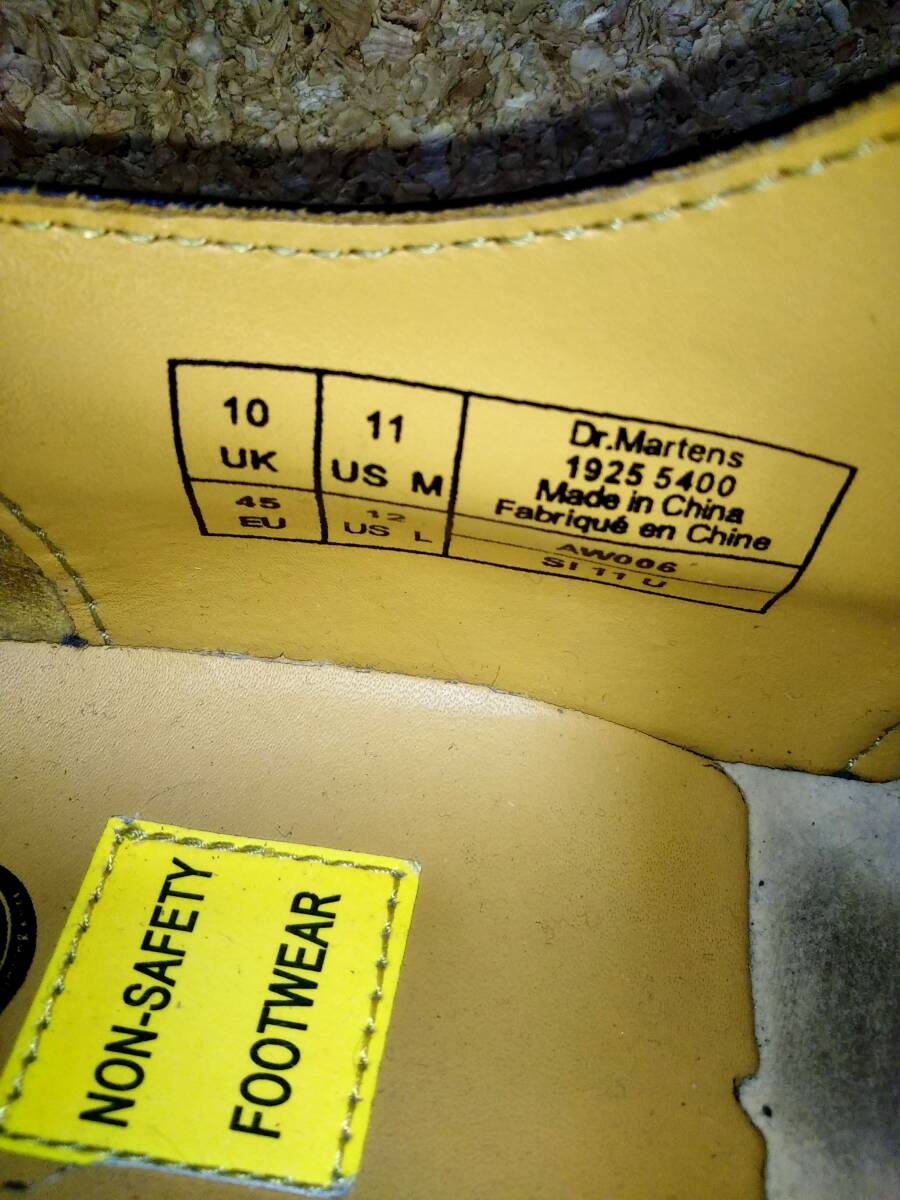 10
UK
45
EU
11
US M
12
US L
Dr.Martens
1925 5400
Made in China
Fabriqué en Chine
AW006
SI 11 U
NON-SAFETY
FOOTWEAR